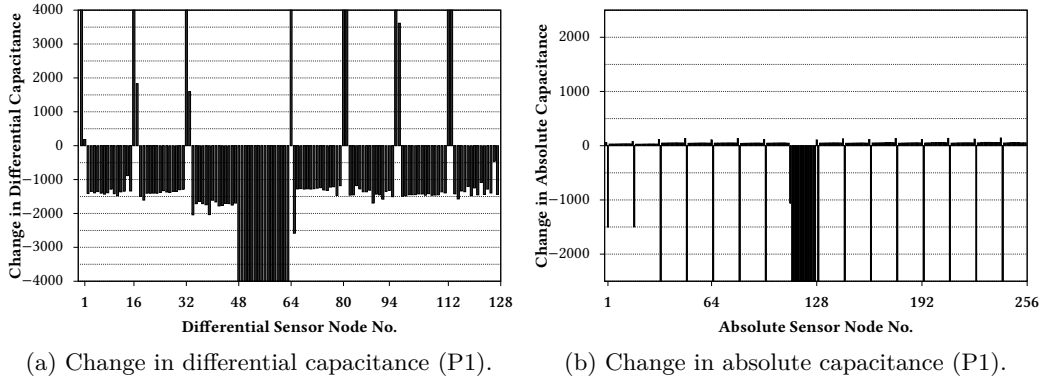 4000
3000
2000
1000
0
−1000
−2000
−3000
−4000
Change in Differential Capacitance
1 16 32 48 64 80 94 112 128
Differential Sensor Node No.
(a) Change in differential capacitance (P1).
2000
1000
0
−1000
−2000
Change in Absolute Capacitance
1 64 128 192 256
Absolute Sensor Node No.
(b) Change in absolute capacitance (P1).